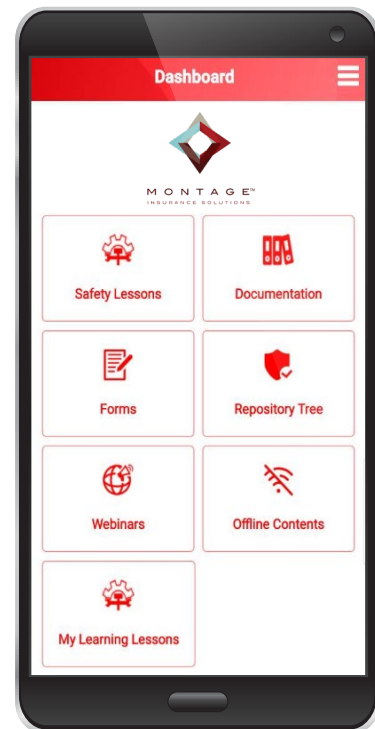 Dashboard
MONTAGE™
INSURANCE SOLUTIONS
Safety Lessons
Documentation
Forms
Repository Tree
Webinars
Offline Contents
My Learning Lessons